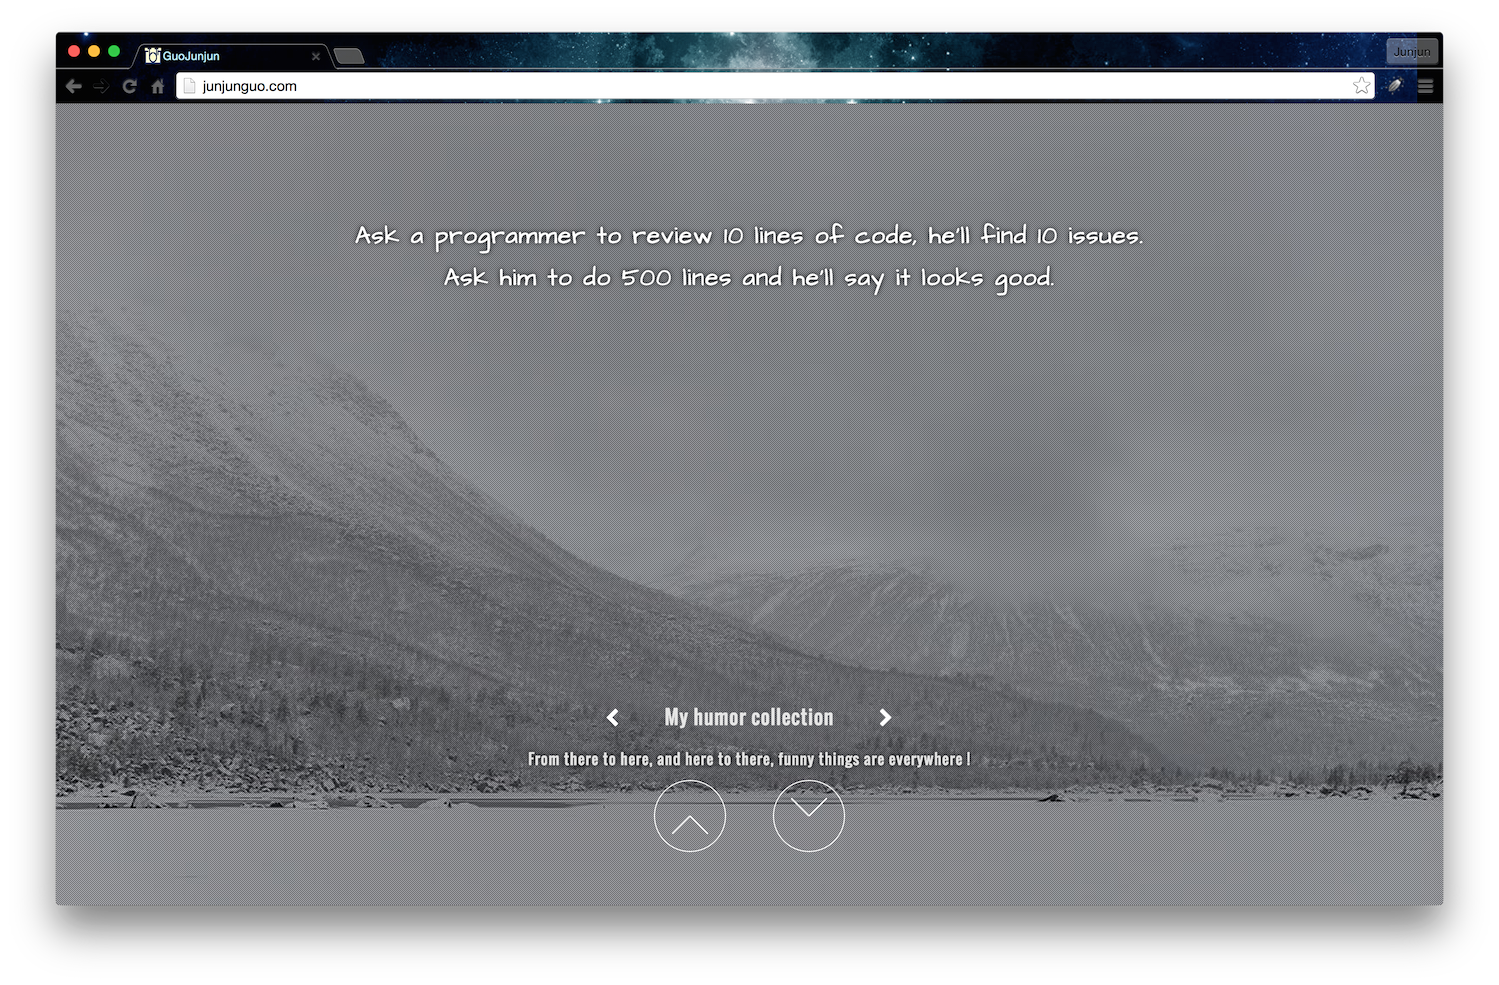 GuoJunjun
Junjun
junjunguo.com
Ask a programmer to review 10 lines of code, he'll find 10 issues.
Ask him to do 500 lines and he'll say it looks good.
My humor collection
From there to here, and here to there, funny things are everywhere !